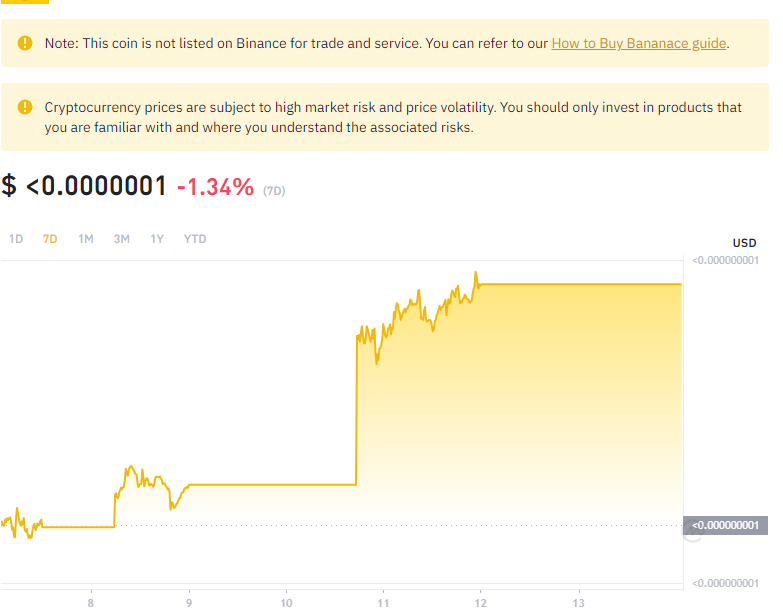 Note: This coin is not listed on Binance for trade and service. You can refer to our How to Buy Bananace guide.
Cryptocurrency prices are subject to high market risk and price volatility. You should only invest in products that
you are familiar with and where you understand the associated risks.
$ <0.0000001 -1.34% (7D)
1D 7D 1M 3M 1Y YTD
USD
<0.000000001
<0.000000001
<0.000000001
8 9 10 11 12 13